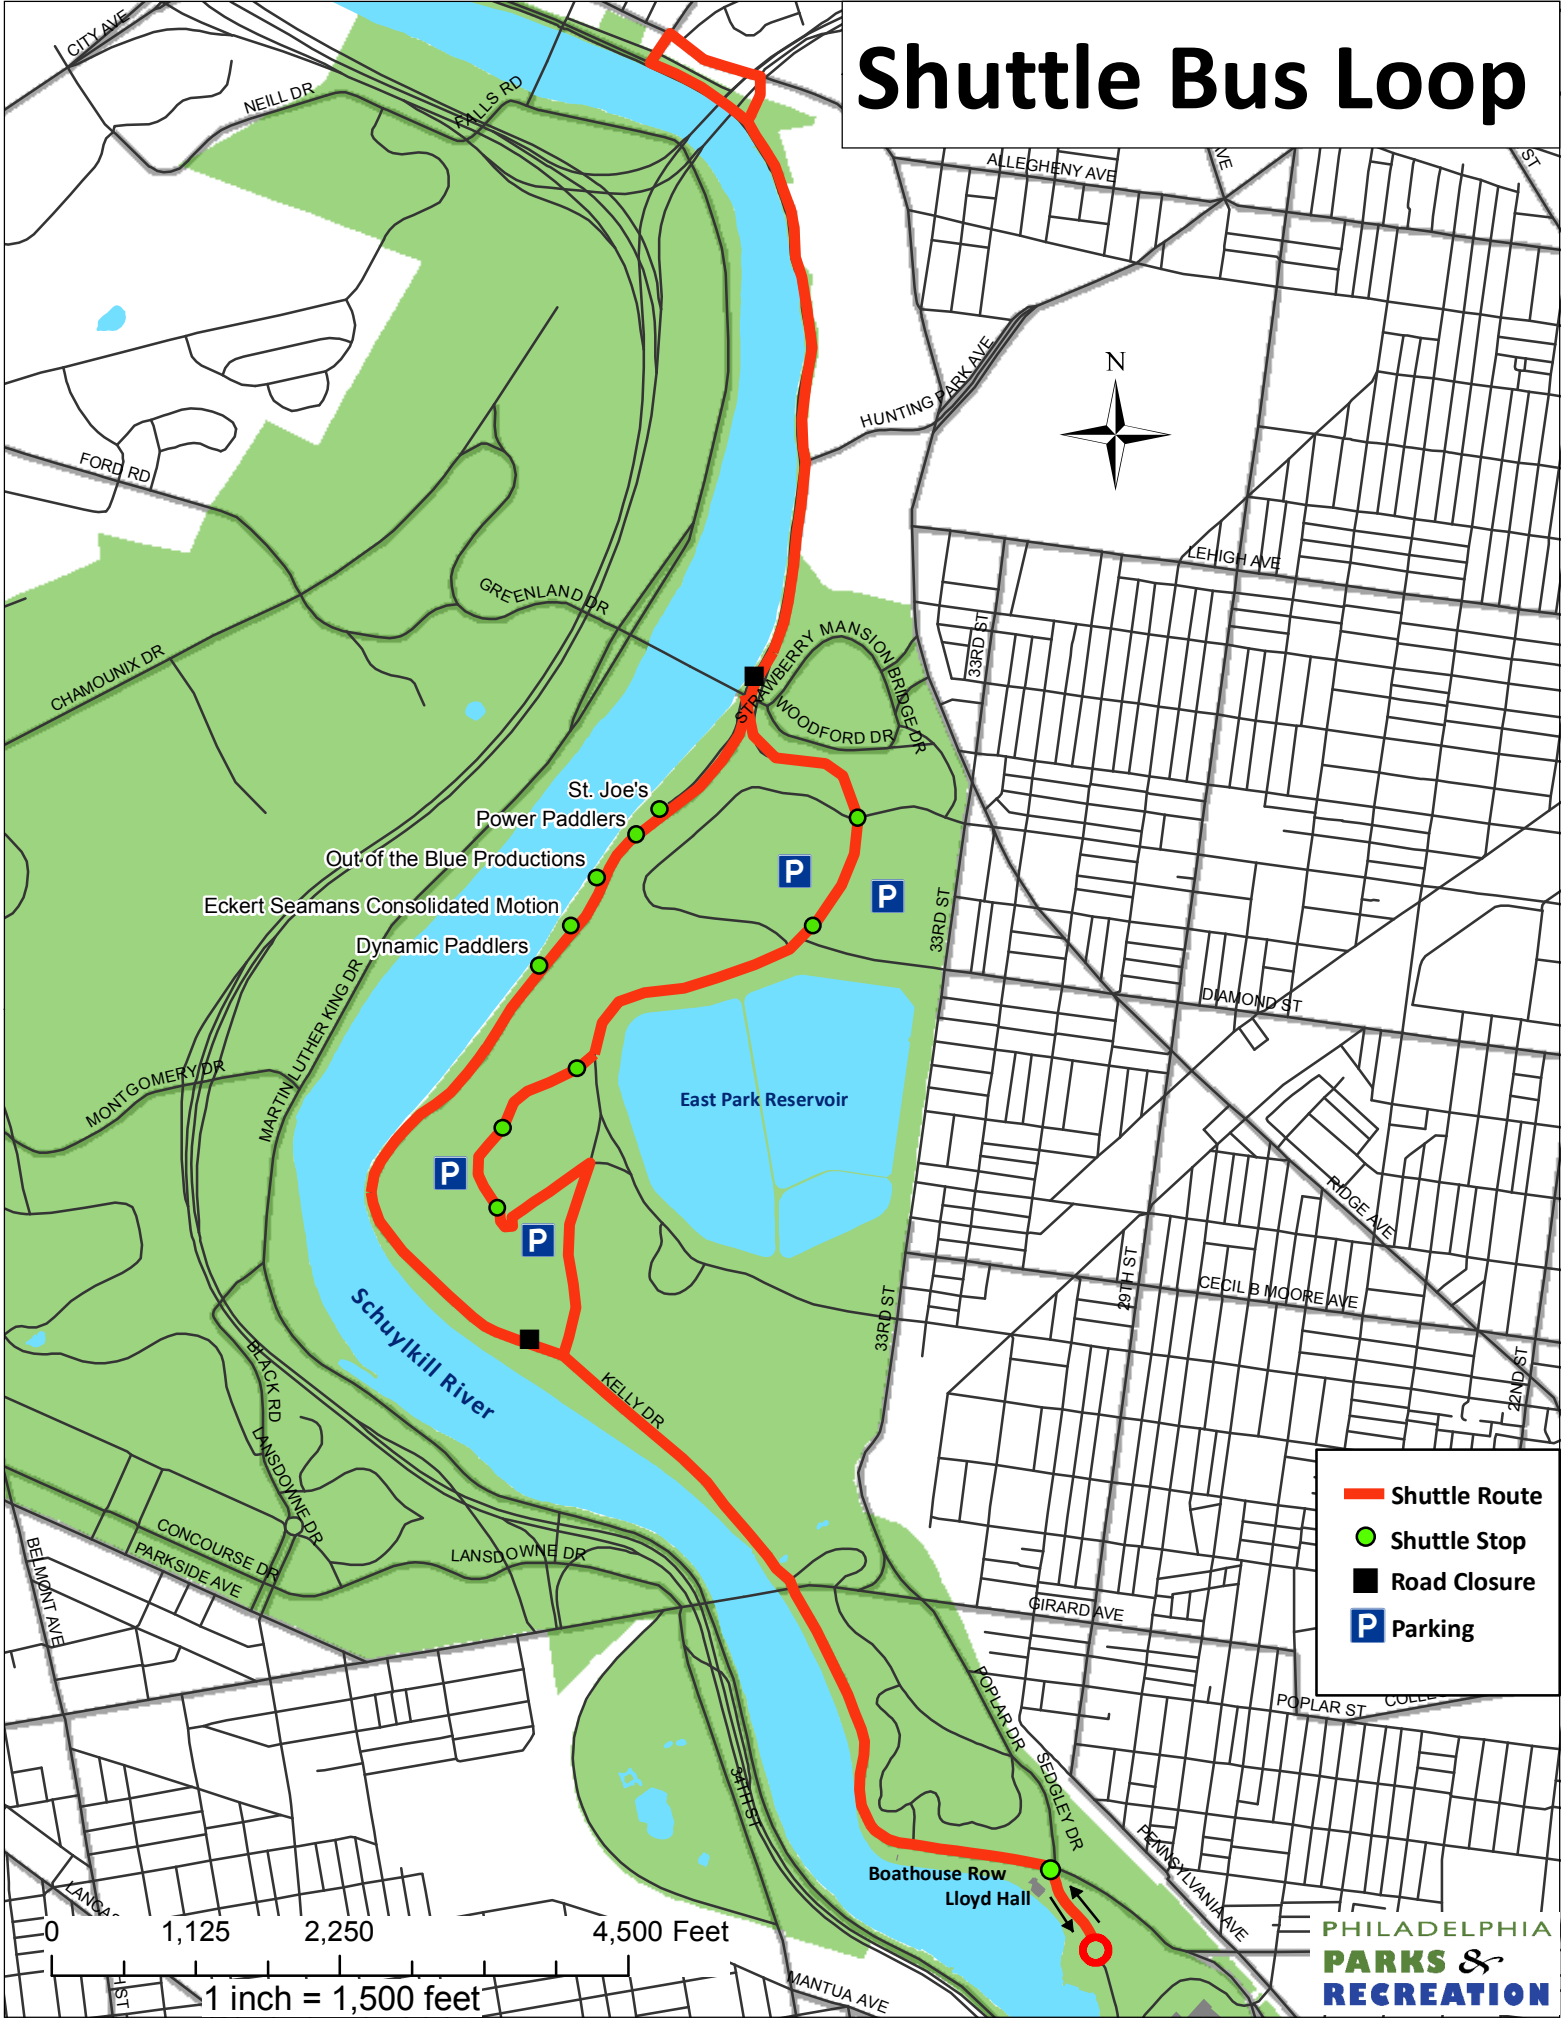 Shuttle Bus Loop
CITY AVE
NEILL DR
FALLS RD
ALLEGHENY AVE
AVE
ST
N
HUNTING PARK AVE
FORD RD
LEHIGH AVE
GREENLAND DR
33RD ST
STRAWBERRY MANSION BRIDGE DR
CHAMOUNIX DR
WOODFORD DR
St. Joe's
Power Paddlers
Out of the Blue Productions
P
P
Eckert Seamans Consolidated Motion
33RD ST
Dynamic Paddlers
DIAMOND ST
MARTIN LUTHER KING DR
MONTGOMERY DR
East Park Reservoir
P
RIDGE AVE
P
29TH ST
CECIL B MOORE AVE
33RD ST
Schuylkill River
BLACK RD
KELLY DR
22ND ST
LANSDOWNE DR
Shuttle Route
Shuttle Stop
Road Closure
P Parking
CONCOURSE DR
PARKSIDE AVE
LANSDOWNE DR
BELMONT AVE
GIRARD AVE
POPLAR DR
POPLAR ST
SEDGLEY DR
34TH ST
PENNSYLVANIA AVE
Boathouse Row
Lloyd Hall
0 1,125 2,250 4,500 Feet
1 inch = 1,500 feet
MANTUA AVE
PHILADELPHIA
PARKS &
RECREATION